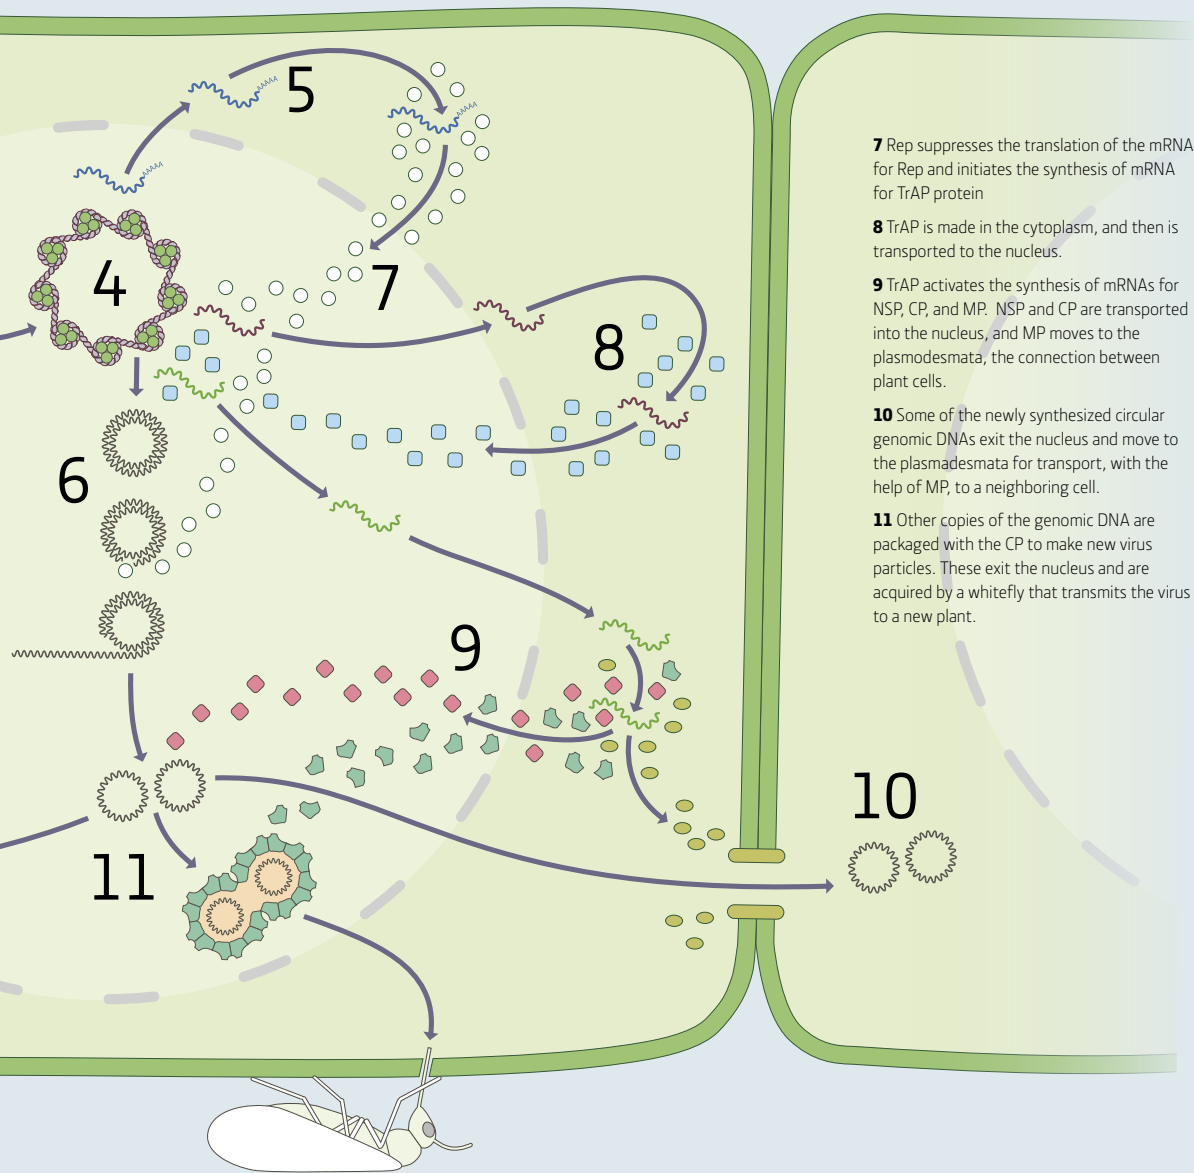 5
AAAAA
AAAAA
AAAAA
4
7
8
6
9
10
11
7 Rep suppresses the translation of the mRNA
for Rep and initiates the synthesis of mRNA
for TrAP protein
8 TrAP is made in the cytoplasm, and then is
transported to the nucleus.
9 TrAP activates the synthesis of mRNAs for
NSP, CP, and MP. NSP and CP are transported
into the nucleus, and MP moves to the
plasmodesmata, the connection between
plant cells.
10 Some of the newly synthesized circular
genomic DNAs exit the nucleus and move to
the plasmadesmata for transport, with the
help of MP, to a neighboring cell.
11 Other copies of the genomic DNA are
packaged with the CP to make new virus
particles. These exit the nucleus and are
acquired by a whitefly that transmits the virus
to a new plant.